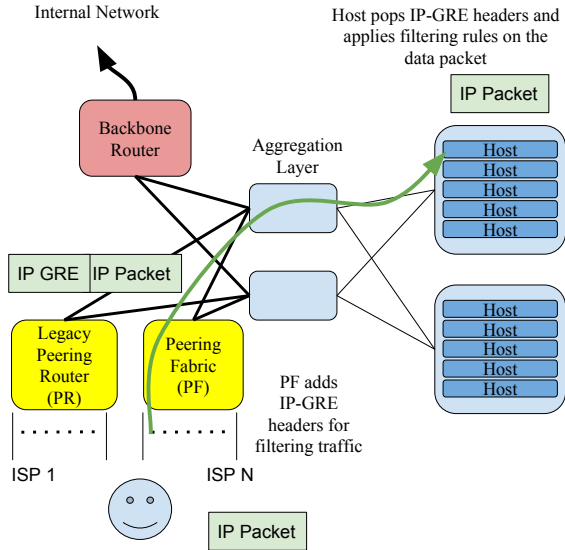 Internal Network
Host pops IP-GRE headers and
applies filtering rules on the
data packet
IP Packet
Backbone
Router
Aggregation
Layer
Host
Host
Host
Host
Host
IP GRE
IP Packet
Legacy
Peering
Router
(PR)
Peering
Fabric
(PF)
Host
Host
Host
Host
Host
PF adds
IP-GRE
headers for
filtering traffic
ISP 1
ISP N
IP Packet